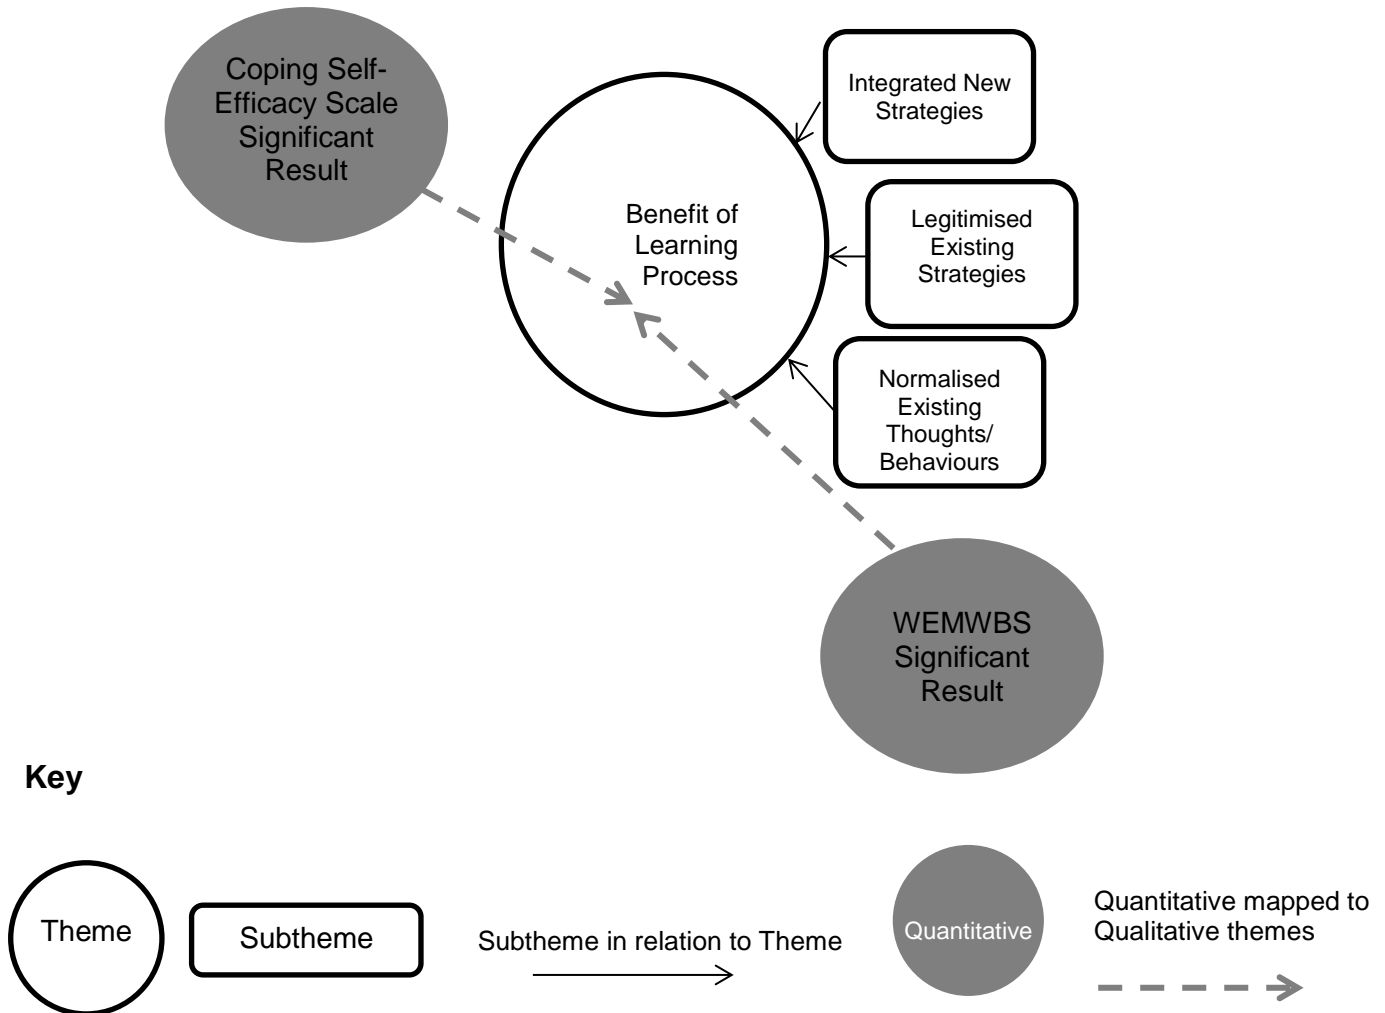 Coping Self-
Efficacy Scale
Significant
Result
Benefit of
Learning
Process
Integrated New
Strategies
Legitimised
Existing
Strategies
Normalised
Existing
Thoughts/
Behaviours
WEMWBS
Significant
Result
Key
Theme
Subtheme
Subtheme in relation to Theme
Quantitative
Quantitative mapped to
Qualitative themes